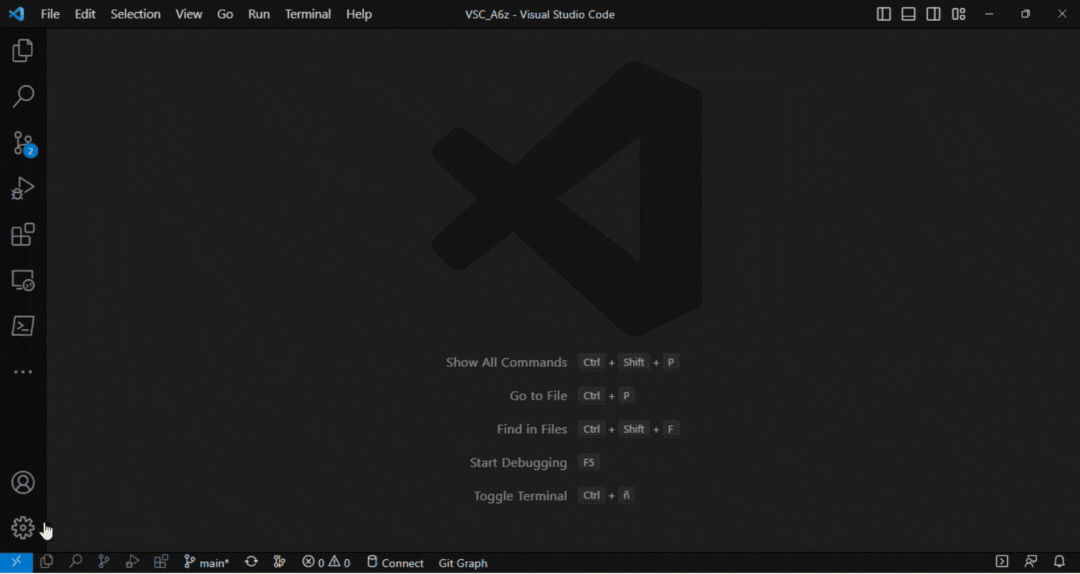 File Edit Selection View Go Run Terminal Help VSC_A6z - Visual Studio Code
2
Show All Commands Ctrl + Shift + P
Go to File Ctrl + P
Find in Files Ctrl + Shift + F
Start Debugging F5
Toggle Terminal Ctrl + ñ
main* 0 0 Connect Git Graph